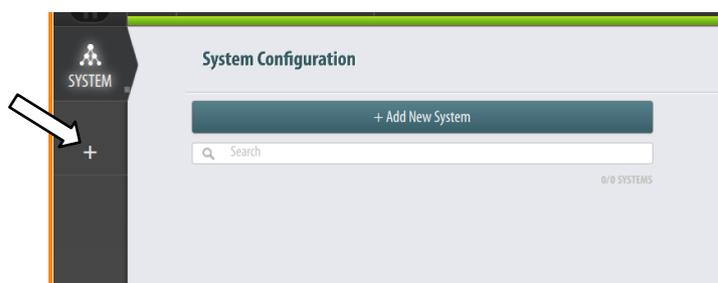 System Configuration
SYSTEM
+ Add New System
+
Search
0/0 SYSTEMS